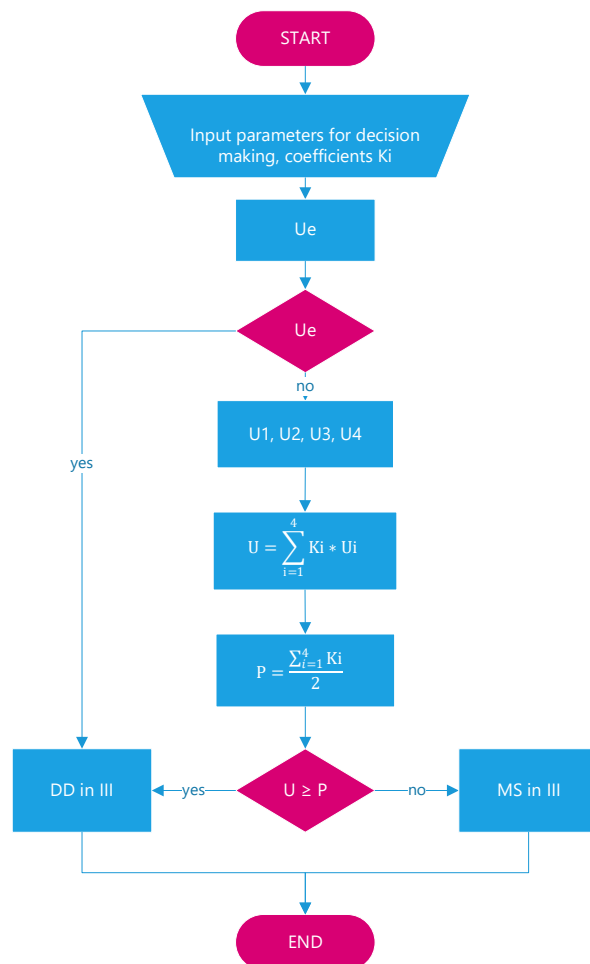 START
Input parameters for decision
making, coefficients Ki
Ue
Ue
no
U1, U2, U3, U4
yes
U = ∑_{i=1}^{4} Ki ∗ Ui
P = \frac{∑_{i=1}^{4} Ki}{2}
DD in III
yes
U ≥ P
no
MS in III
END